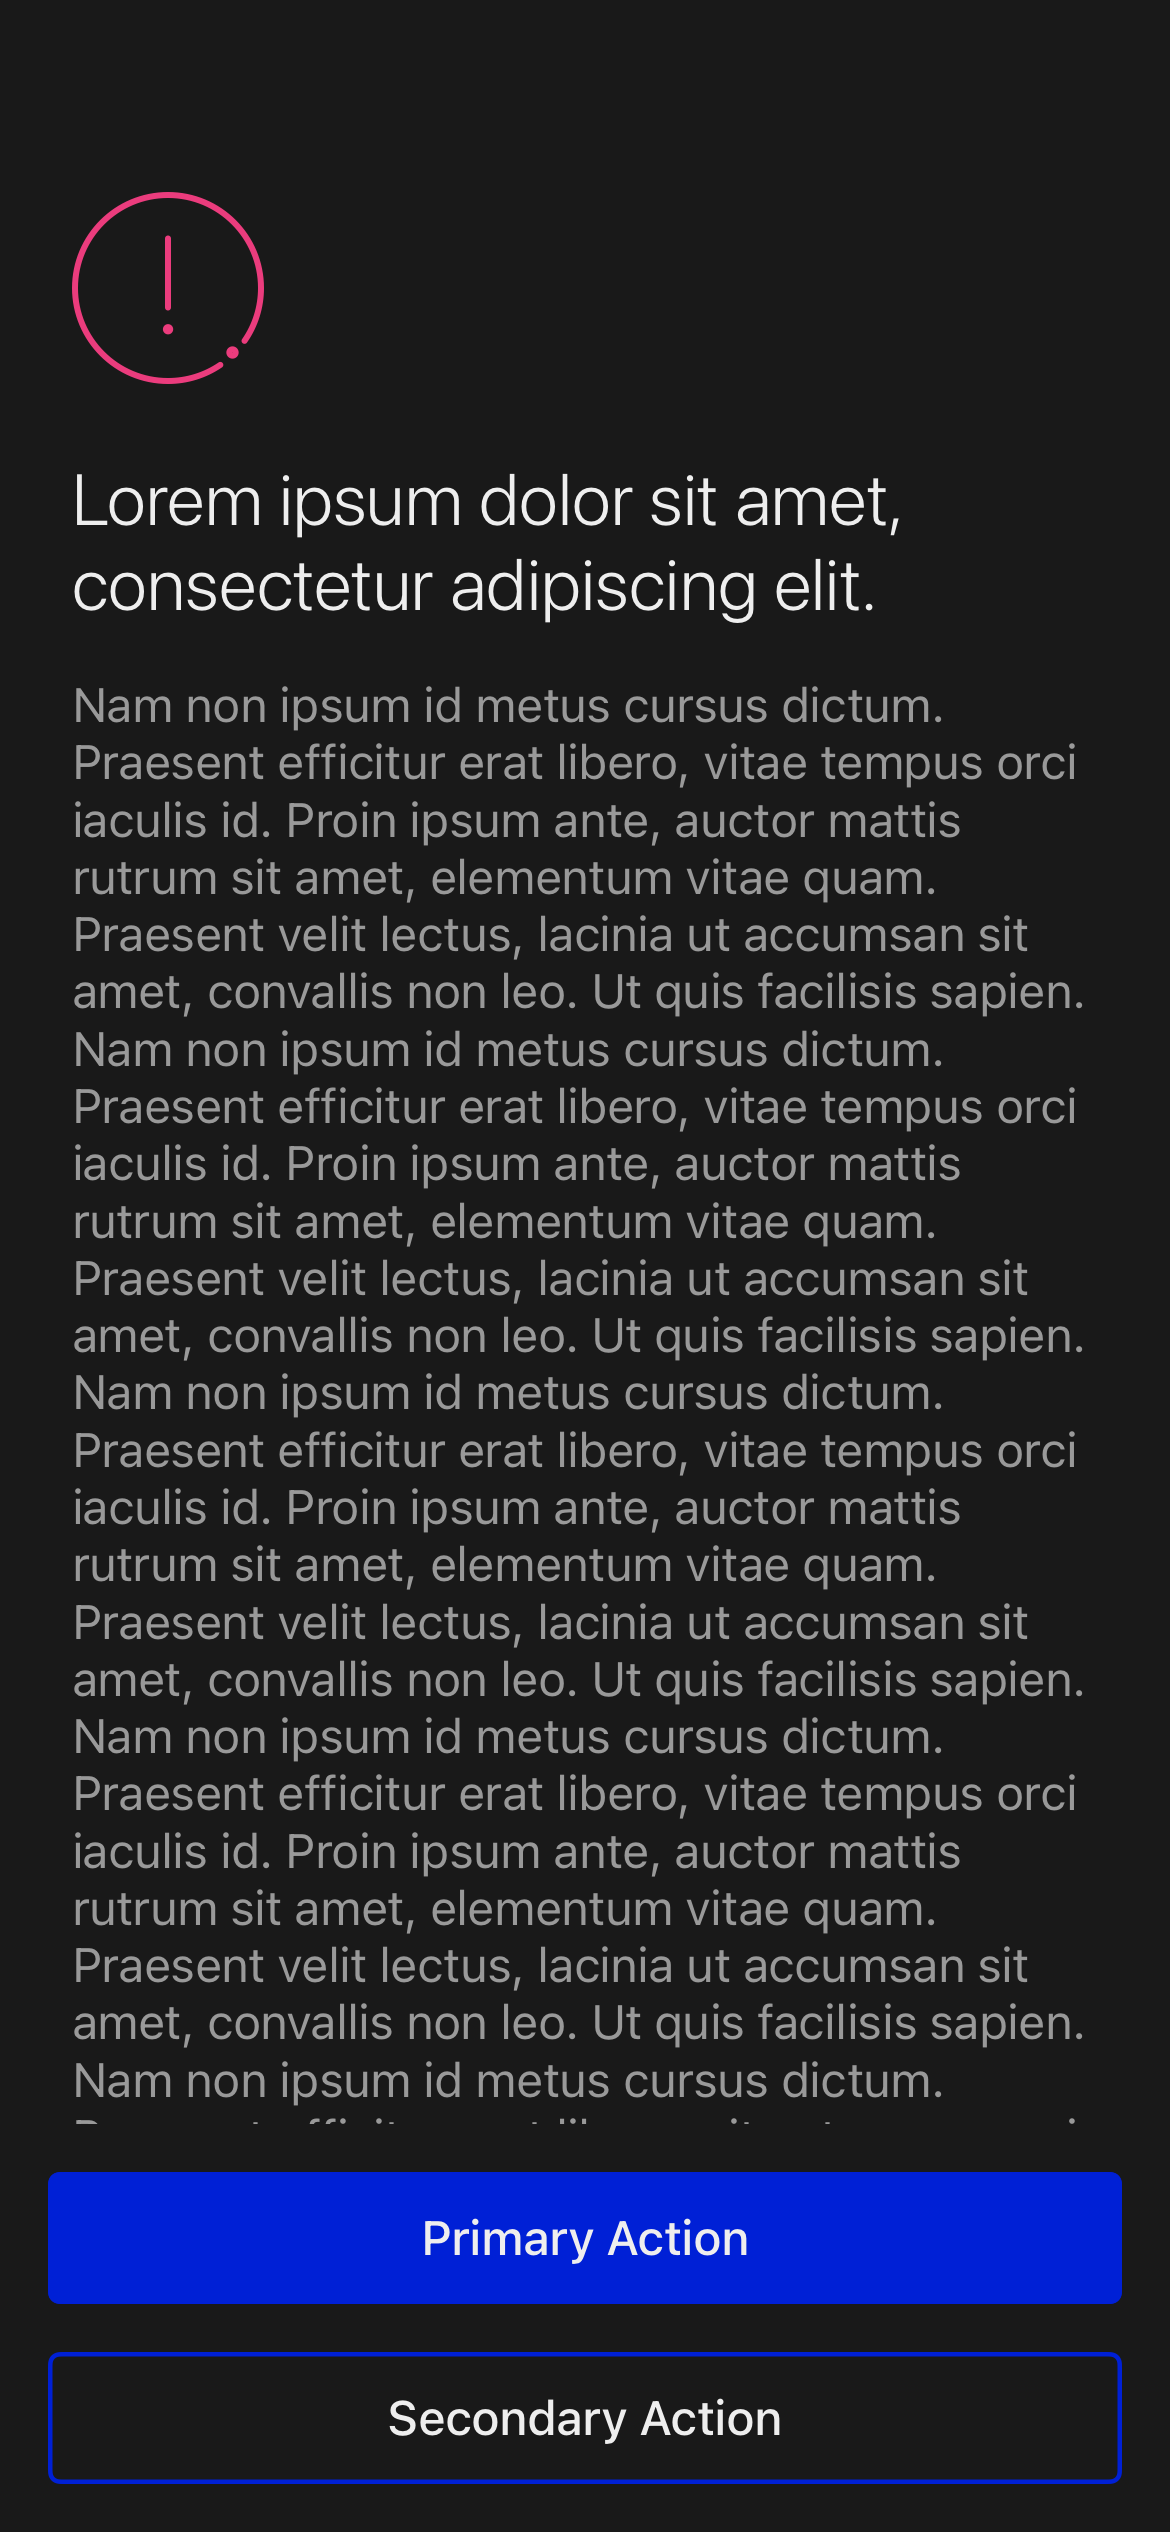 Lorem ipsum dolor sit amet,
consectetur adipiscing elit.
Nam non ipsum id metus cursus dictum.
Praesent efficitur erat libero, vitae tempus orci
iaculis id. Proin ipsum ante, auctor mattis
rutrum sit amet, elementum vitae quam.
Praesent velit lectus, lacinia ut accumsan sit
amet, convallis non leo. Ut quis facilisis sapien.
Nam non ipsum id metus cursus dictum.
Praesent efficitur erat libero, vitae tempus orci
iaculis id. Proin ipsum ante, auctor mattis
rutrum sit amet, elementum vitae quam.
Praesent velit lectus, lacinia ut accumsan sit
amet, convallis non leo. Ut quis facilisis sapien.
Nam non ipsum id metus cursus dictum.
Praesent efficitur erat libero, vitae tempus orci
iaculis id. Proin ipsum ante, auctor mattis
rutrum sit amet, elementum vitae quam.
Praesent velit lectus, lacinia ut accumsan sit
amet, convallis non leo. Ut quis facilisis sapien.
Nam non ipsum id metus cursus dictum.
Praesent efficitur erat libero, vitae tempus orci
iaculis id. Proin ipsum ante, auctor mattis
rutrum sit amet, elementum vitae quam.
Praesent velit lectus, lacinia ut accumsan sit
amet, convallis non leo. Ut quis facilisis sapien.
Nam non ipsum id metus cursus dictum.
Primary Action
Secondary Action